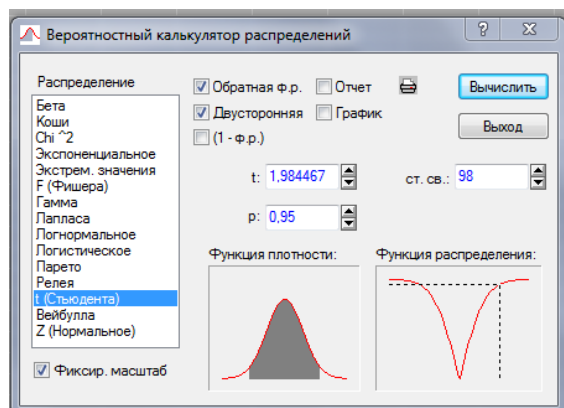 Вероятностный калькулятор распределений
Распределение
Бета
Коши
Chi ^2
Экспоненциальное
Экстрем. значения
F (Фишера)
Гамма
Лапласа
Логнормальное
Логистическое
Парето
Релея
t (Стьюдента)
Вейбулла
Z (Нормальное)
Фиксир. масштаб
Обратная ф.р. Отчет
Двусторонняя График
(1 - ф.р.)
Вычислить
Выход
t: 1,984467 ст. св.: 98
p: 0,95
Функция плотности: Функция распределения: